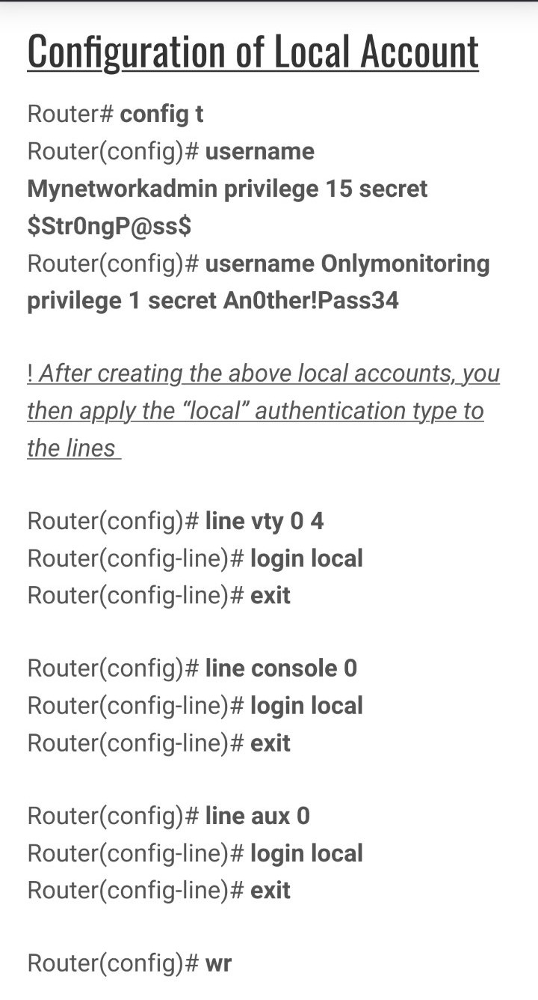 Configuration of Local Account
Router# config t
Router(config)# username
Mynetworkadmin privilege 15 secret
$Str0ngP@ss$
Router(config)# username Onlymonitoring
privilege 1 secret An0ther!Pass34
! After creating the above local accounts, you
then apply the “local” authentication type to
the lines
Router(config)# line vty 0 4
Router(config-line)# login local
Router(config-line)# exit
Router(config)# line console 0
Router(config-line)# login local
Router(config-line)# exit
Router(config)# line aux 0
Router(config-line)# login local
Router(config-line)# exit
Router(config)# wr